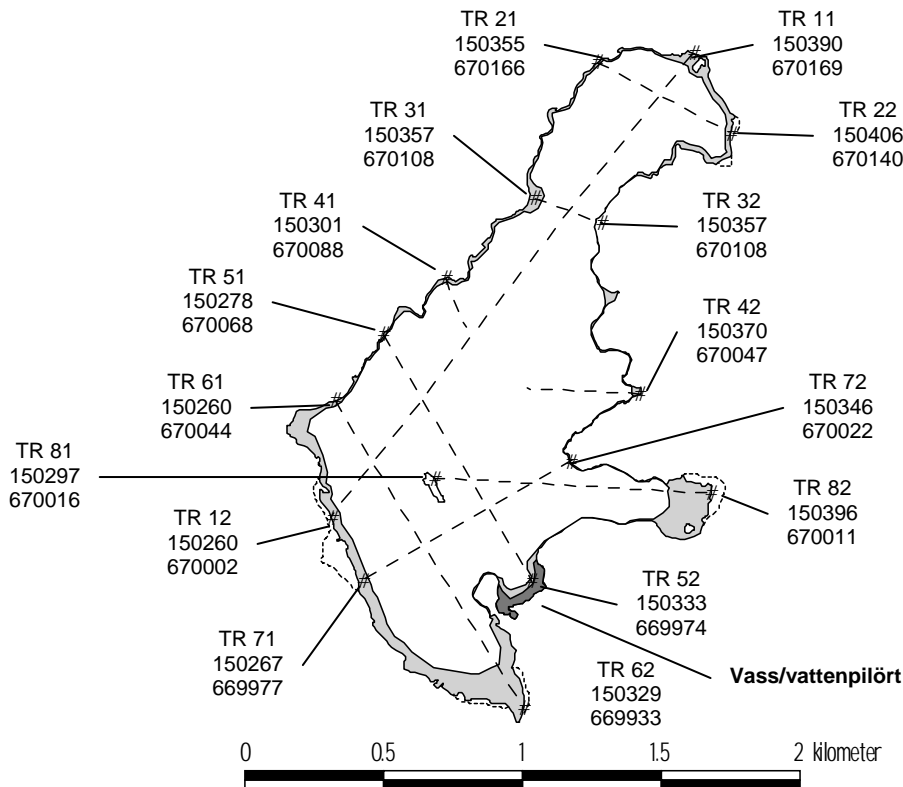 TR 21
150355
670166
TR 11
150390
670169
TR 31
150357
670108
TR 22
150406
670140
TR 41
150301
670088
TR 32
150357
670108
TR 51
150278
670068
TR 42
150370
670047
TR 61
150260
670044
TR 72
150346
670022
TR 81
150297
670016
TR 82
150396
670011
TR 12
150260
670002
TR 52
150333
669974
TR 71
150267
669977
TR 62
150329
669933
Vass/vattenpilört
0 0.5 1 1.5 2 kilometer